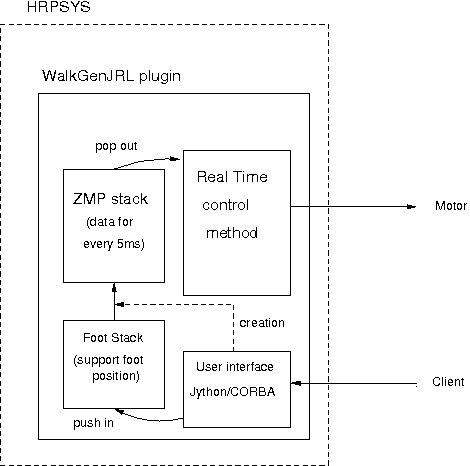 HRPSYS
WalkGenJRL plugin
pop out
ZMP stack
(data for
every 5ms)
Real Time
control
method
Motor
creation
Foot Stack
(support foot
position)
User interface
Jython/CORBA
Client
push in